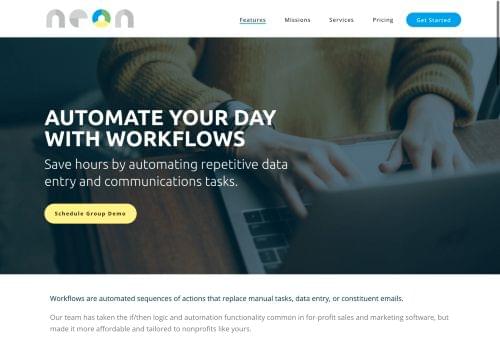 neon
Features Missions Services Pricing Get Started
AUTOMATE YOUR DAY
WITH WORKFLOWS
Save hours by automating repetitive data
entry and communications tasks.
Schedule Group Demo
Workflows are automated sequences of actions that replace manual tasks, data entry, or constituent emails.
Our team has taken the if/then logic and automation functionality common in for-profit sales and marketing software, but
made it more affordable and tailored to nonprofits like yours.